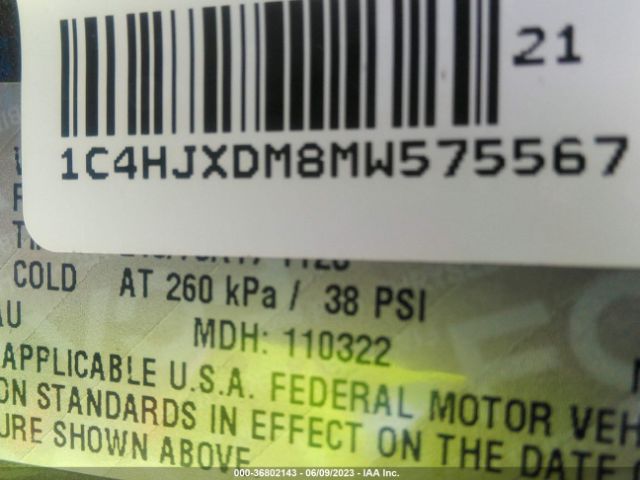 21
1C4HJXDM8MW575567
COLD AT 260 kPa / 38 PSI
MDH: 110322
APPLICABLE U.S.A. FEDERAL MOTOR VEH
ON STANDARDS IN EFFECT ON THE DATE
URE SHOWN ABOVE
000-36802143 - 06/09/2023 - IAA Inc.